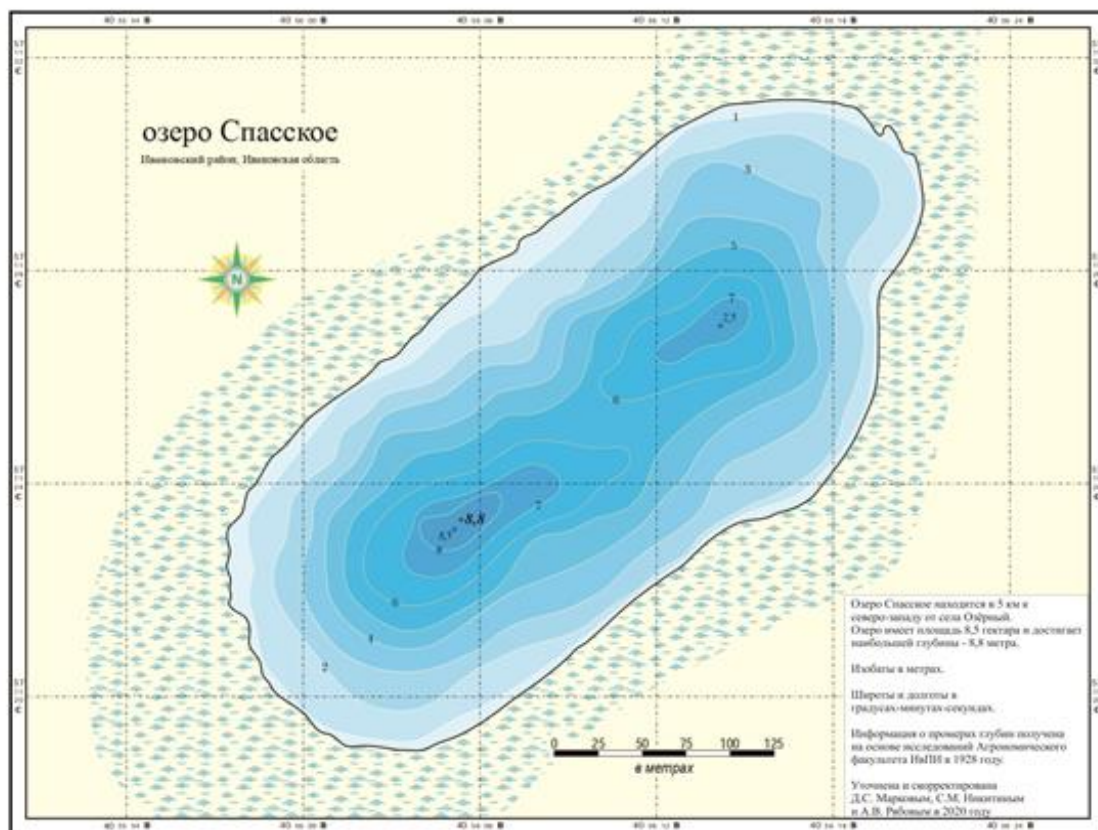 озеро Спасское
Ивановский район, Ивановская область
N
1
3
5
7
7,5
6
7
+8,8
6
4
2
0 25 50 75 100 125
в метрах
Озеро Спасское находится в 5 км к
северо-западу от села Озёрный.
Озеро имеет площадь 8,5 гектара и достигает
наибольшей глубины - 8,8 метра.
Изобаты в метрах.
Широты и долготы в
градусах-минутах-секундах.
Информация о промерах глубин получена
на основе исследований Агрономического
факультета ИвПИ в 1928 году.
Уточнена и скорректирована
Д.С. Марковым, С.М. Никитиным
и А.В. Рябовым в 2020 году